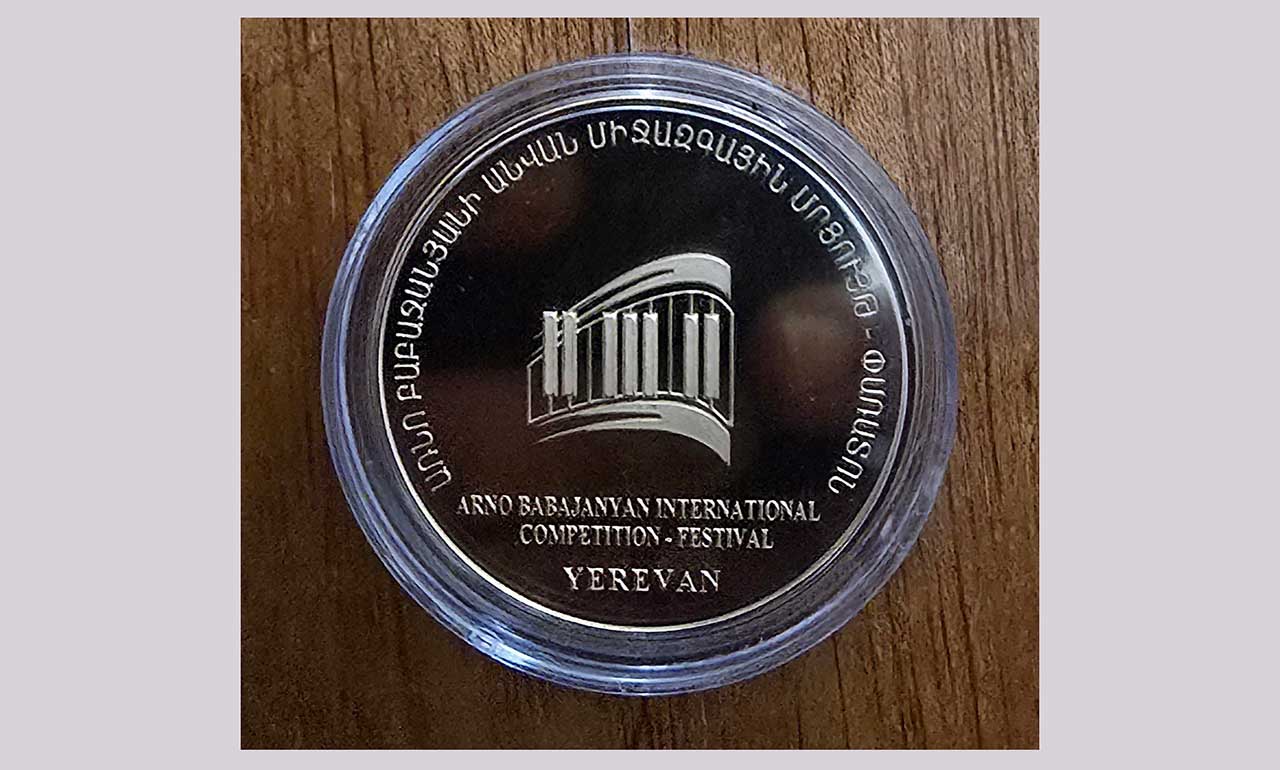 ԱՌՆՈ ԲԱԲԱՋԱՆՅԱՆԻ ԱՆՎԱՆ ՄԻՋԱԶԳԱՅԻՆ ՄՐՑՈՒՅԹ - ՓԱՌԱՏՈՆ
ARNO BABAJANYAN INTERNATIONAL
COMPETITION - FESTIVAL
YEREVAN